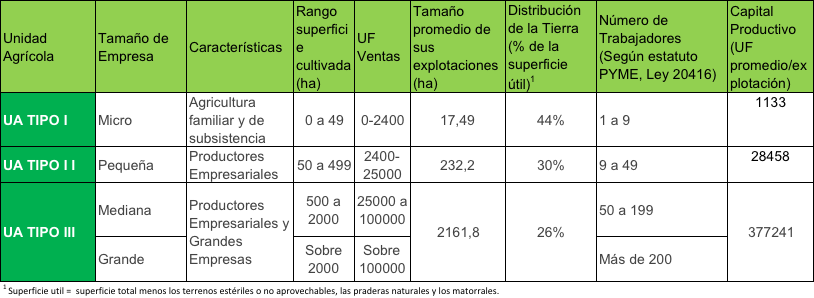 Unidad Agrícola
Tamaño de Empresa
Características
Rango superfici e cultivada (ha)
UF Ventas
Tamaño promedio de sus explotaciones (ha)
Distribución de la Tierra (% de la superficie útil)1
Número de Trabajadores (Según estatuto PYME, Ley 20416)
Capital Productivo (UF promedio/explotación)
UA TIPO I
Micro
Agricultura familiar y de subsistencia
0 a 49
0-2400
17,49
44%
1 a 9
1133
UA TIPO I I
Pequeña
Productores Empresariales
50 a 499
2400-25000
232,2
30%
9 a 49
28458
UA TIPO III
Mediana
Productores Empresariales y Grandes Empresas
500 a 2000
25000 a 100000
2161,8
26%
50 a 199
377241
Grande
Sobre 2000
Sobre 100000
Más de 200
1 Superficie util = superficie total menos los terrenos estériles o no aprovechables, las praderas naturales y los matorrales.